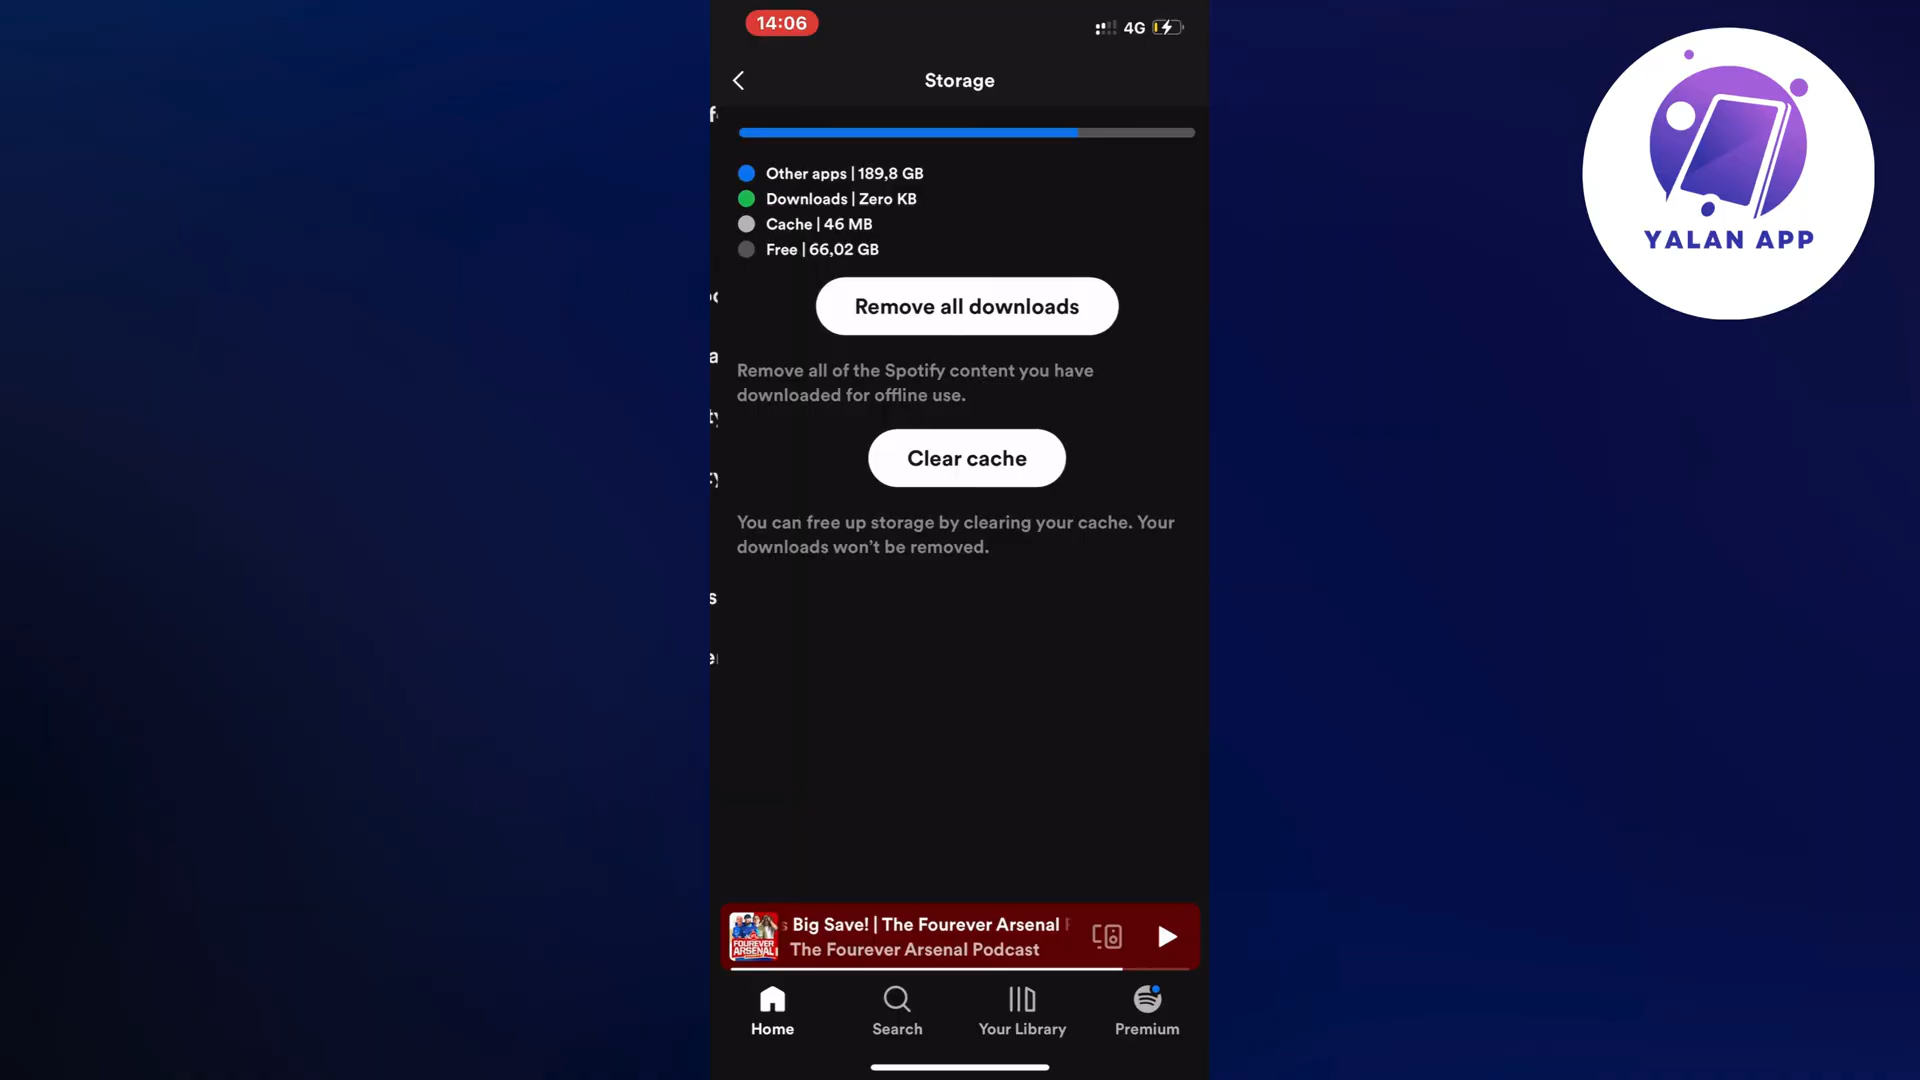 14:06
4G
Storage
Other apps | 189,8 GB
Downloads | Zero KB
Cache | 46 MB
Free | 66,02 GB
Remove all downloads
Remove all of the Spotify content you have
downloaded for offline use.
Clear cache
You can free up storage by clearing your cache. Your
downloads won't be removed.
FOUREVER
ARSENAL
Big Save! | The Fourever Arsenal
The Fourever Arsenal Podcast
Home
Search
Your Library
Premium
YALAN APP